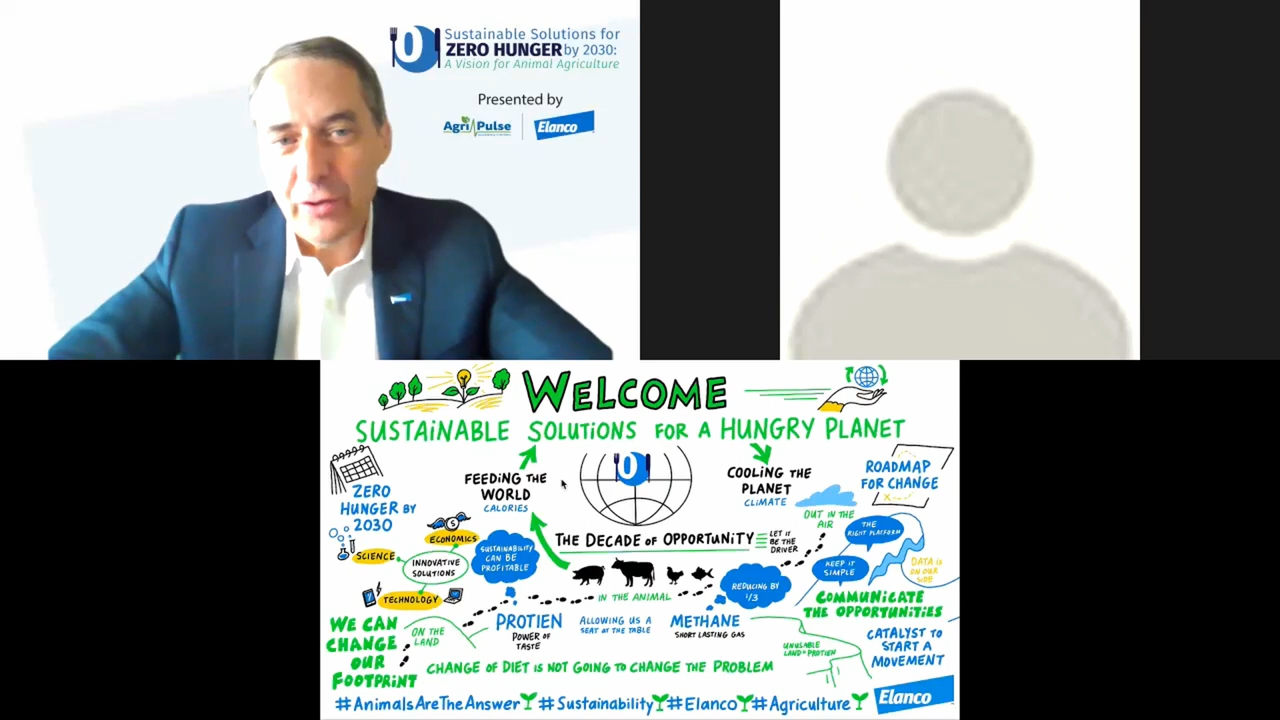 Sustainable Solutions for
ZERO HUNGER by 2030:
A Vision for Animal Agriculture
Presented by
Agri Pulse
Elanco
WELCOME
SUSTAINABLE SOLUTIONS FOR A HUNGRY PLANET
ZERO
HUNGER BY
2030
FEEDING THE
WORLD
CALORIES
COOLING THE
PLANET
CLIMATE
ROADMAP
FOR CHANGE
OUT IN THE
AIR
THE DECADE OF OPPORTUNITY
LET IT
BE THE
DRIVER
SCIENCE
ECONOMICS
$
INNOVATIVE
SOLUTIONS
TECHNOLOGY
SUSTAINABILITY
CAN BE
PROFITABLE
IN THE ANIMAL
REDUCING BY
1/3
THE
RIGHT PLATFORM
KEEP IT
SIMPLE
DATA IS
ON OUR
SIDE
COMMUNICATE
THE OPPORTUNITIES
WE CAN
CHANGE
OUR
FOOTPRINT
ON THE
LAND
PROTIEN
POWER OF
TASTE
ALLOWING US A
SEAT AT THE TABLE
METHANE
SHORT LASTING GAS
UNUSABLE
LAND=PROTIEN
CATALYST TO
START A
MOVEMENT
CHANGE OF DIET IS NOT GOING TO CHANGE THE PROBLEM
#AnimalsAreTheAnswer #Sustainability #Elanco #Agriculture
Elanco